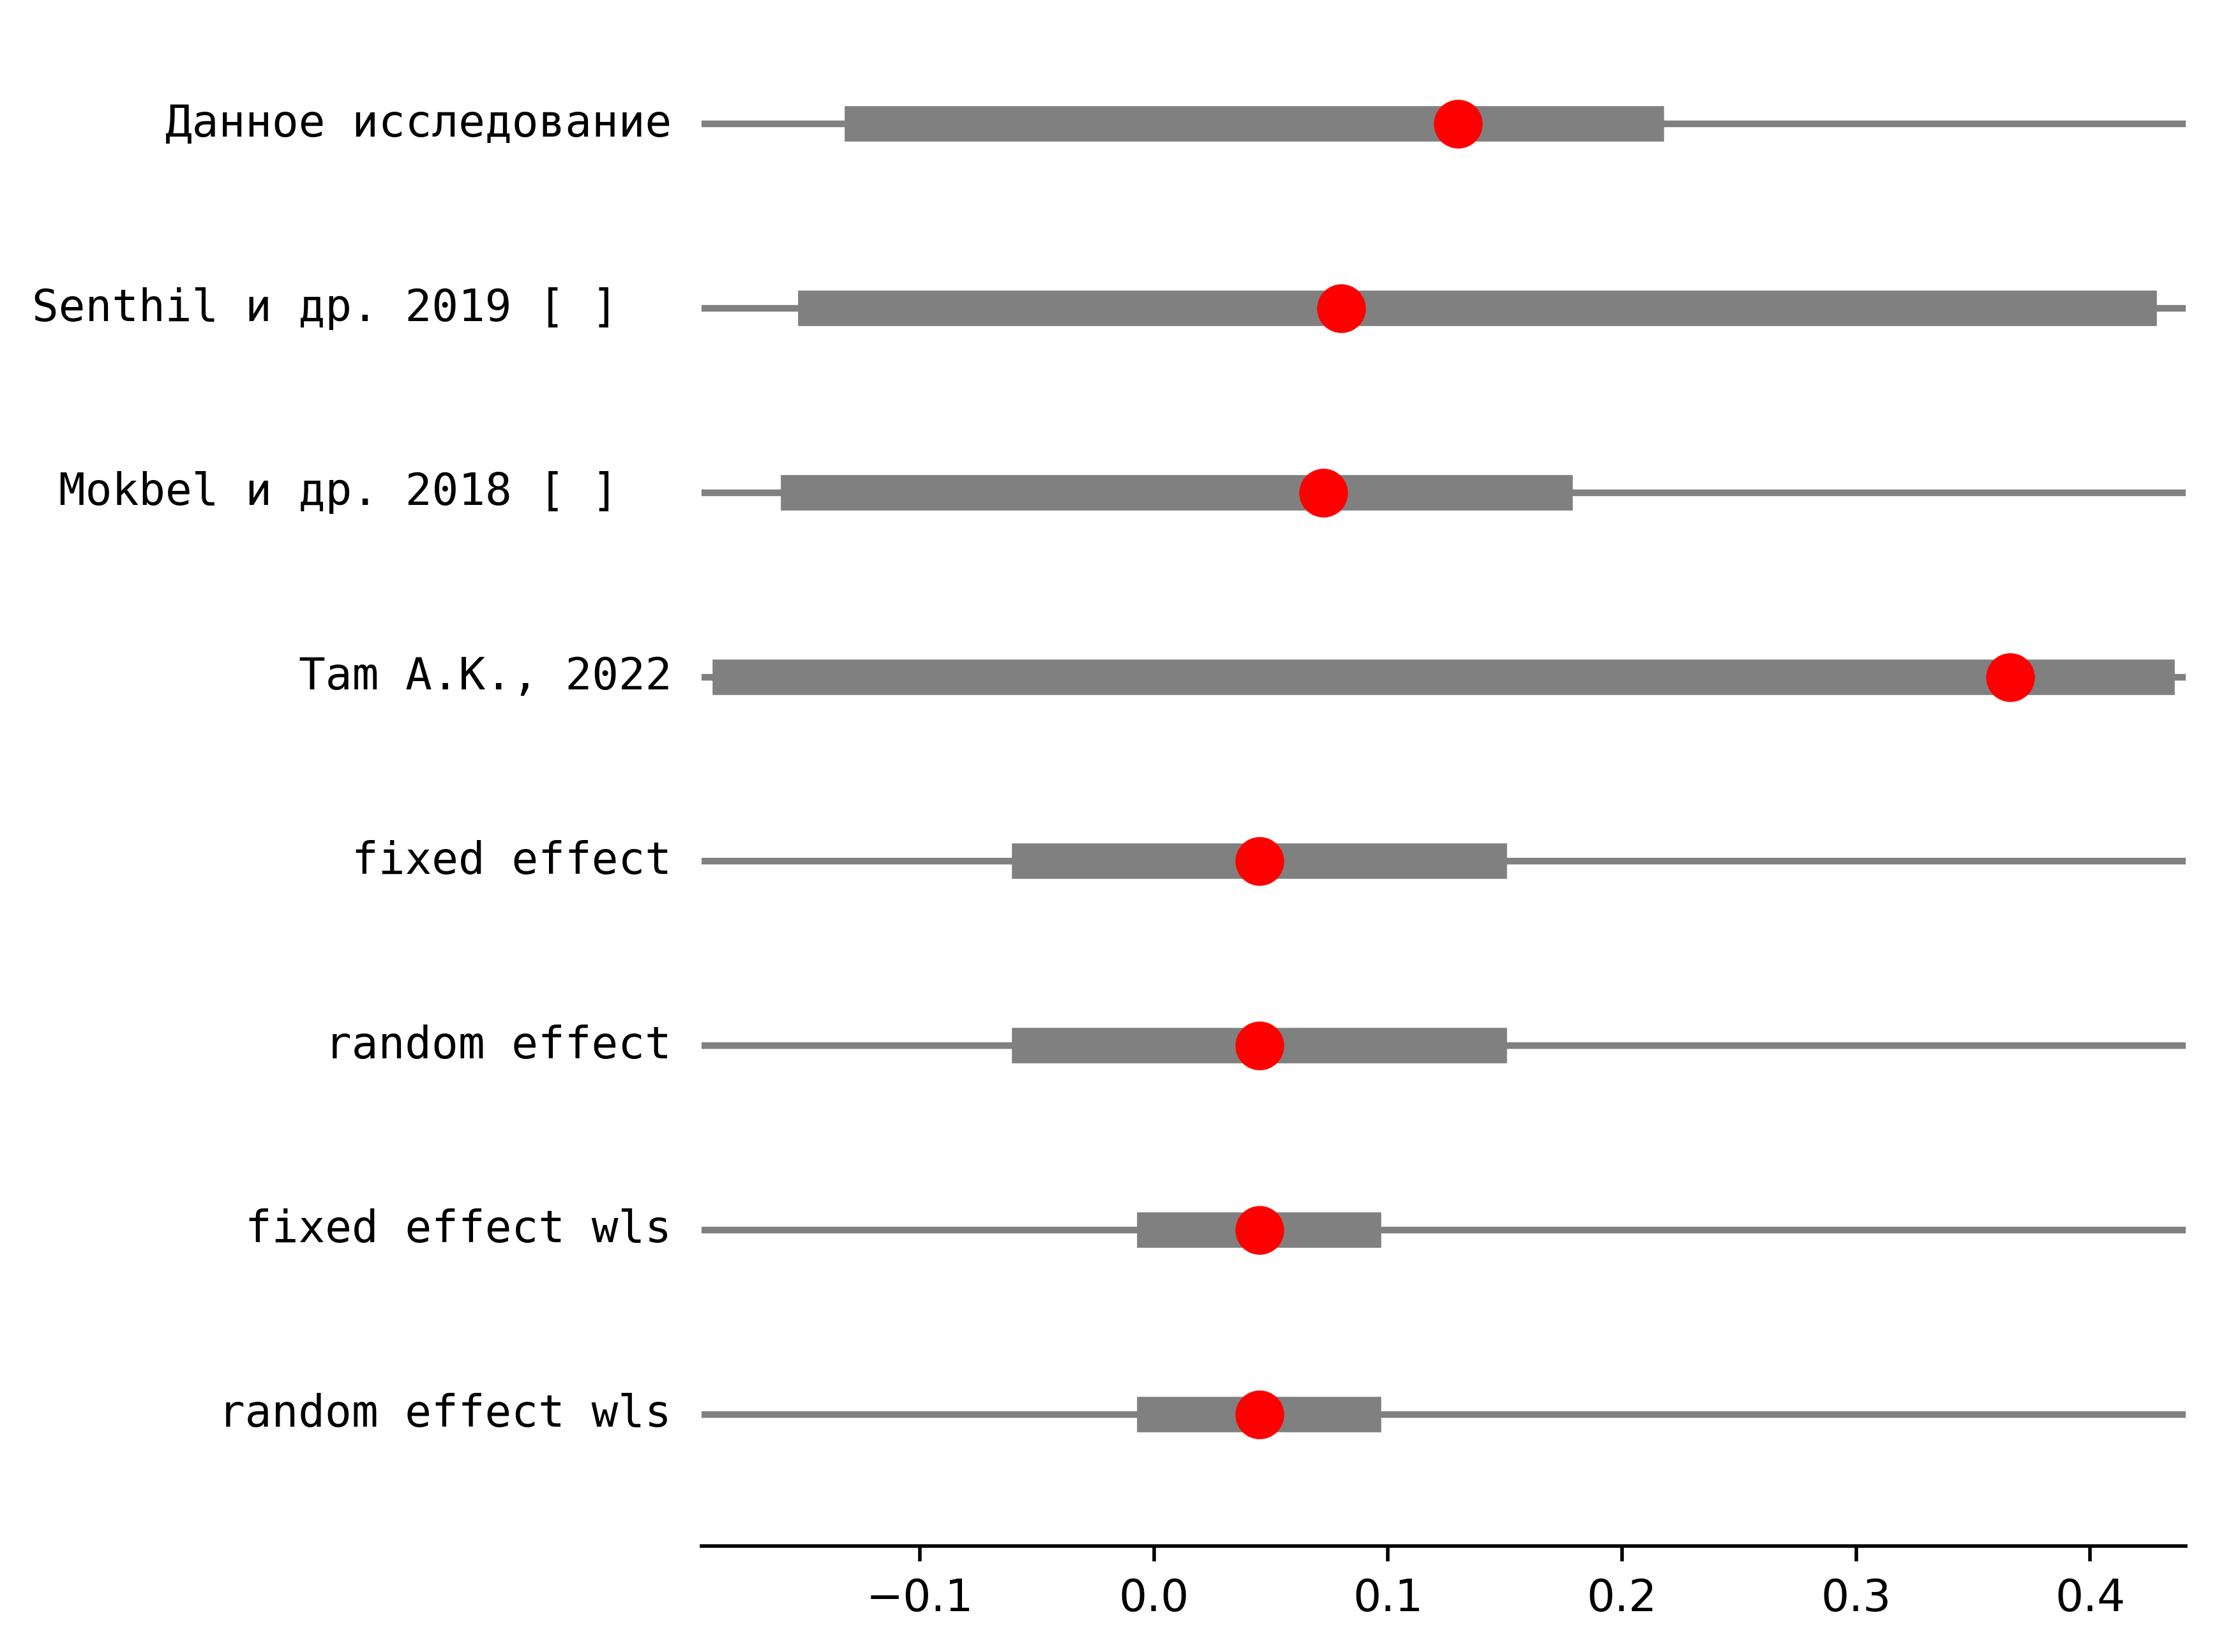 Данное исследование
Senthil и др. 2019 [ ]
Mokbel и др. 2018 [ ]
Tam A.K., 2022
fixed effect
random effect
fixed effect wls
random effect wls
−0.1 0.0 0.1 0.2 0.3 0.4